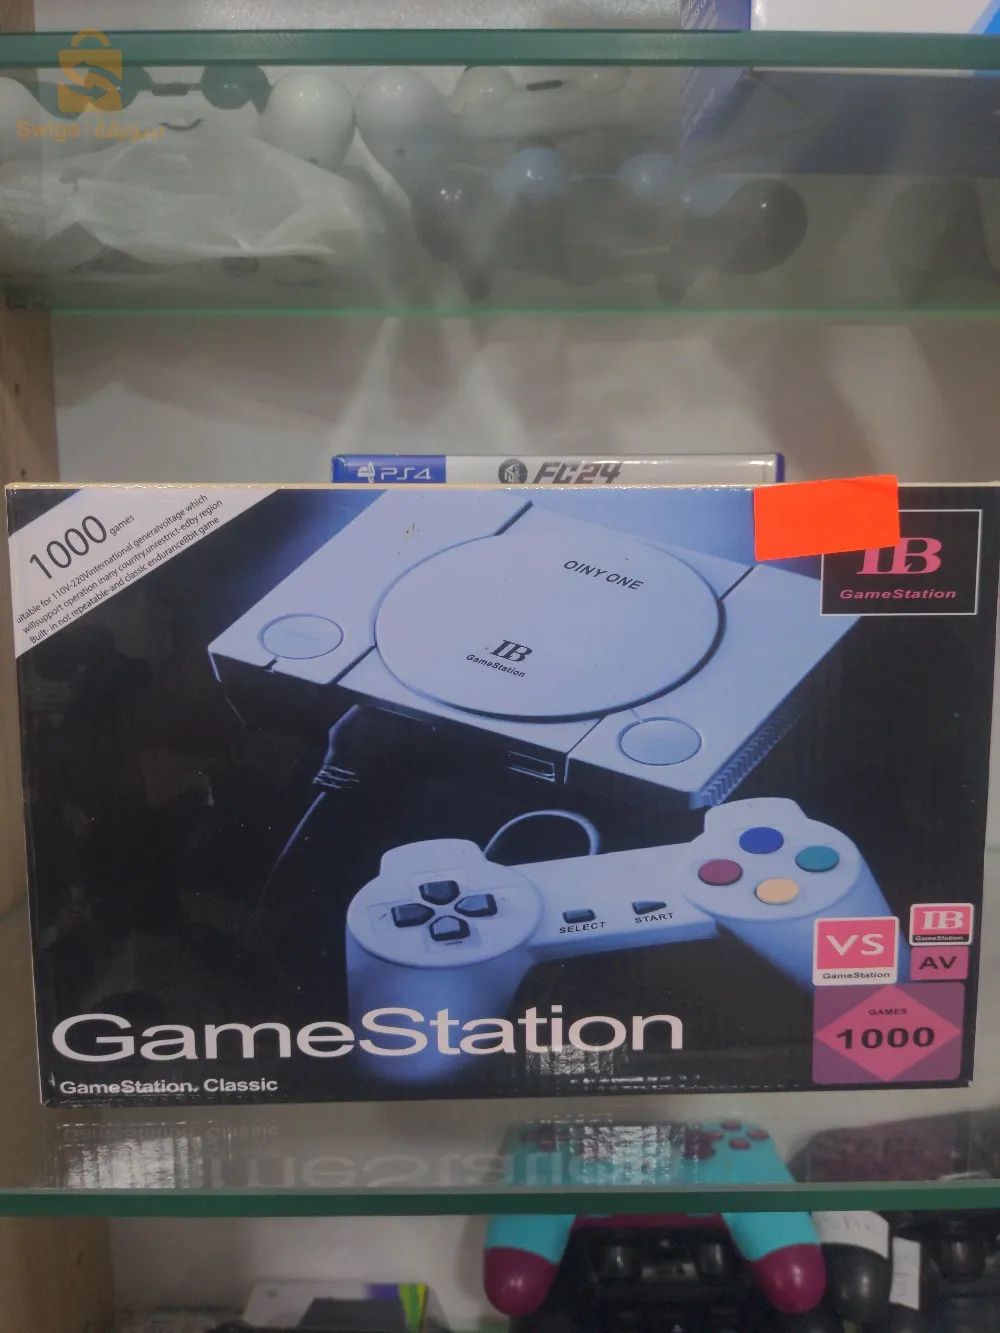 Swiga
PS4 FC24
1000 games
uitable for 110V-220Vinternational generalvoltage which
willsupport operation inany country,unrestrict-edby region
Built- in not repeatable-and classic endurance8bit game
IB
GameStation
OINY ONE
IB
GameStation
SELECT START
VS
GameStation
IB
GameStation
AV
GAMES
1000
GameStation
GameStation. Classic